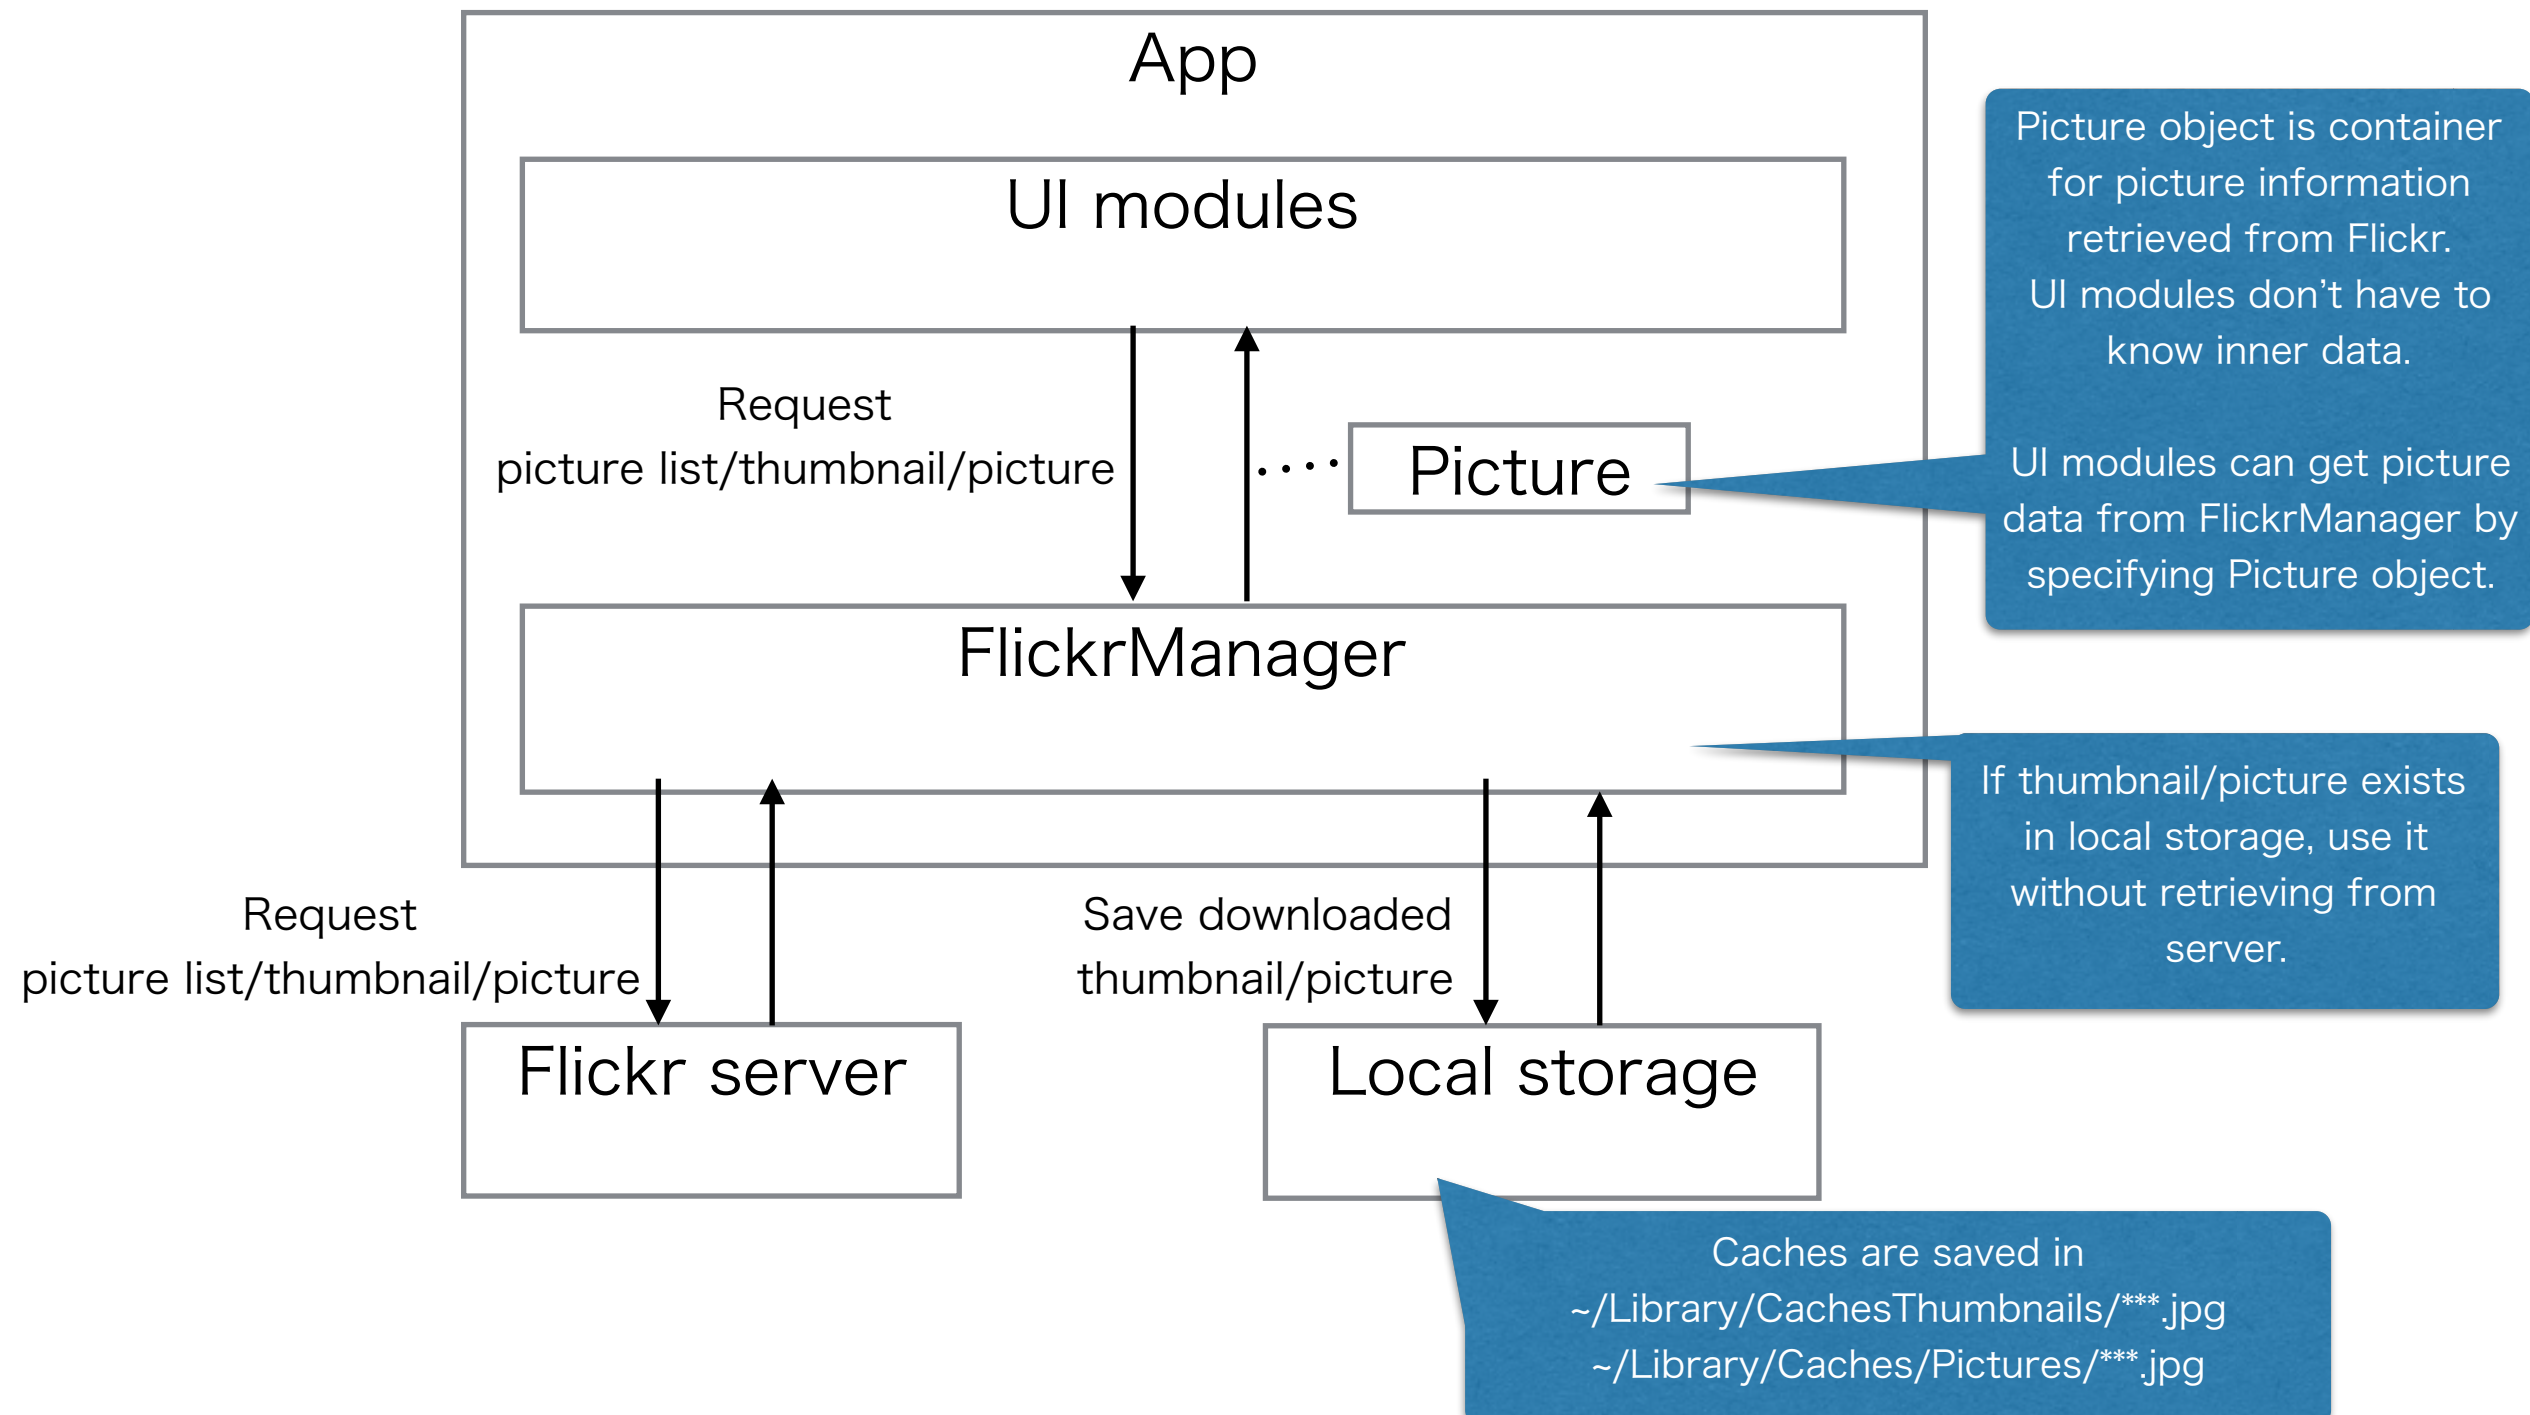 App
UI modules
Request
picture list/thumbnail/picture
Picture
Picture object is container
for picture information
retrieved from Flickr.
UI modules don't have to
know inner data.
UI modules can get picture
data from FlickrManager by
specifying Picture object.
FlickrManager
If thumbnail/picture exists
in local storage, use it
without retrieving from
server.
Request
picture list/thumbnail/picture
Save downloaded
thumbnail/picture
Flickr server
Local storage
Caches are saved in
~/Library/CachesThumbnails/***.jpg
~/Library/Caches/Pictures/***.jpg